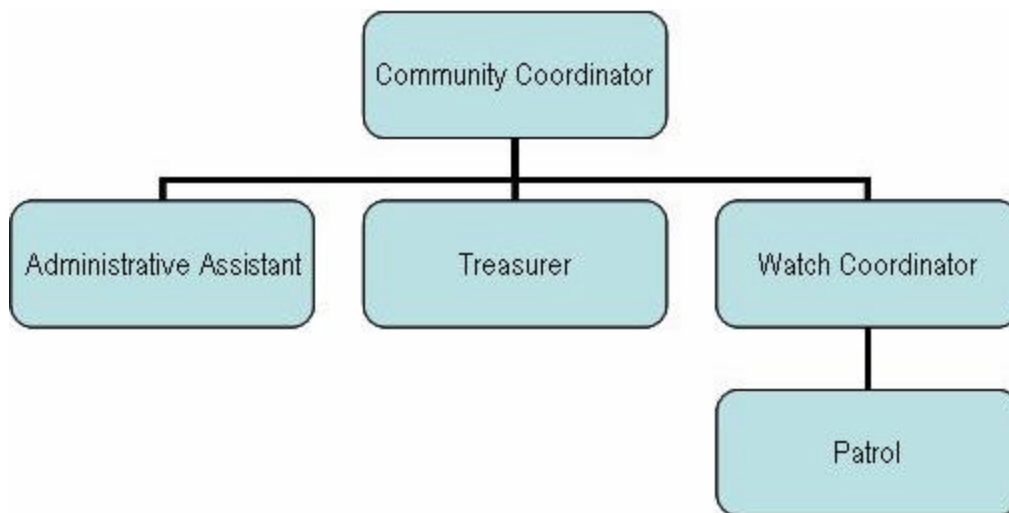 Community Coordinator
Administrative Assistant
Treasurer
Watch Coordinator
Patrol